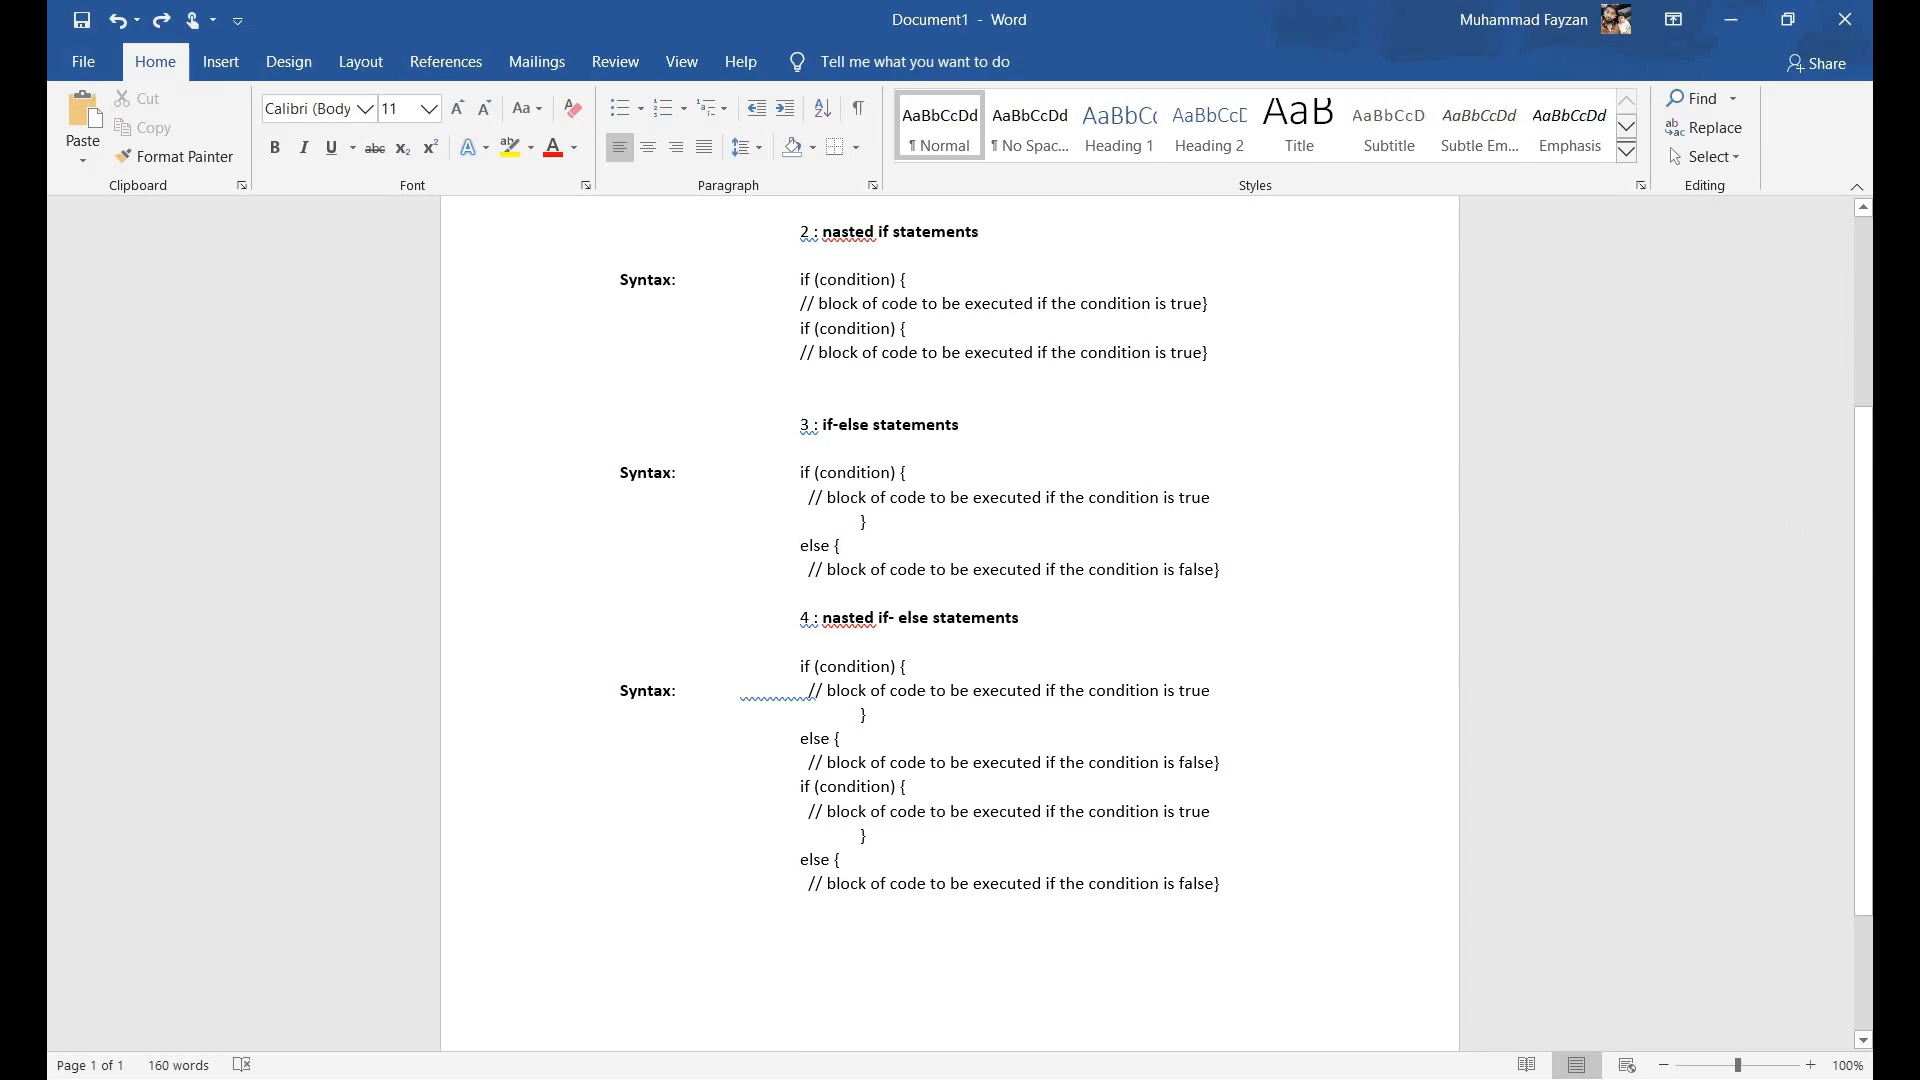 Document1 - Word
Muhammad Fayzan
File Home Insert Design Layout References Mailings Review View Help Tell me what you want to do
Share
Paste
Cut
Copy
Format Painter
Clipboard
Calibri (Body 11
Aa
B I U abc X₂ X²
ab A A
Font
Paragraph
AaBbCcDd AaBbCcDd AaBbCc AaBbCcE AaB AaBbCcD AaBbCcDd AaBbCcDd
¶ Normal ¶ No Spac... Heading 1 Heading 2 Title Subtitle Subtle Em... Emphasis
Styles
Find
Replace
Select
Editing
2 : nasted if statements
Syntax: if (condition) {
// block of code to be executed if the condition is true}
if (condition) {
// block of code to be executed if the condition is true}
3 : if-else statements
Syntax: if (condition) {
// block of code to be executed if the condition is true
}
else {
// block of code to be executed if the condition is false}
4 : nasted if- else statements
if (condition) {
Syntax: // block of code to be executed if the condition is true
}
else {
// block of code to be executed if the condition is false}
if (condition) {
// block of code to be executed if the condition is true
}
else {
// block of code to be executed if the condition is false}
Page 1 of 1 160 words
100%